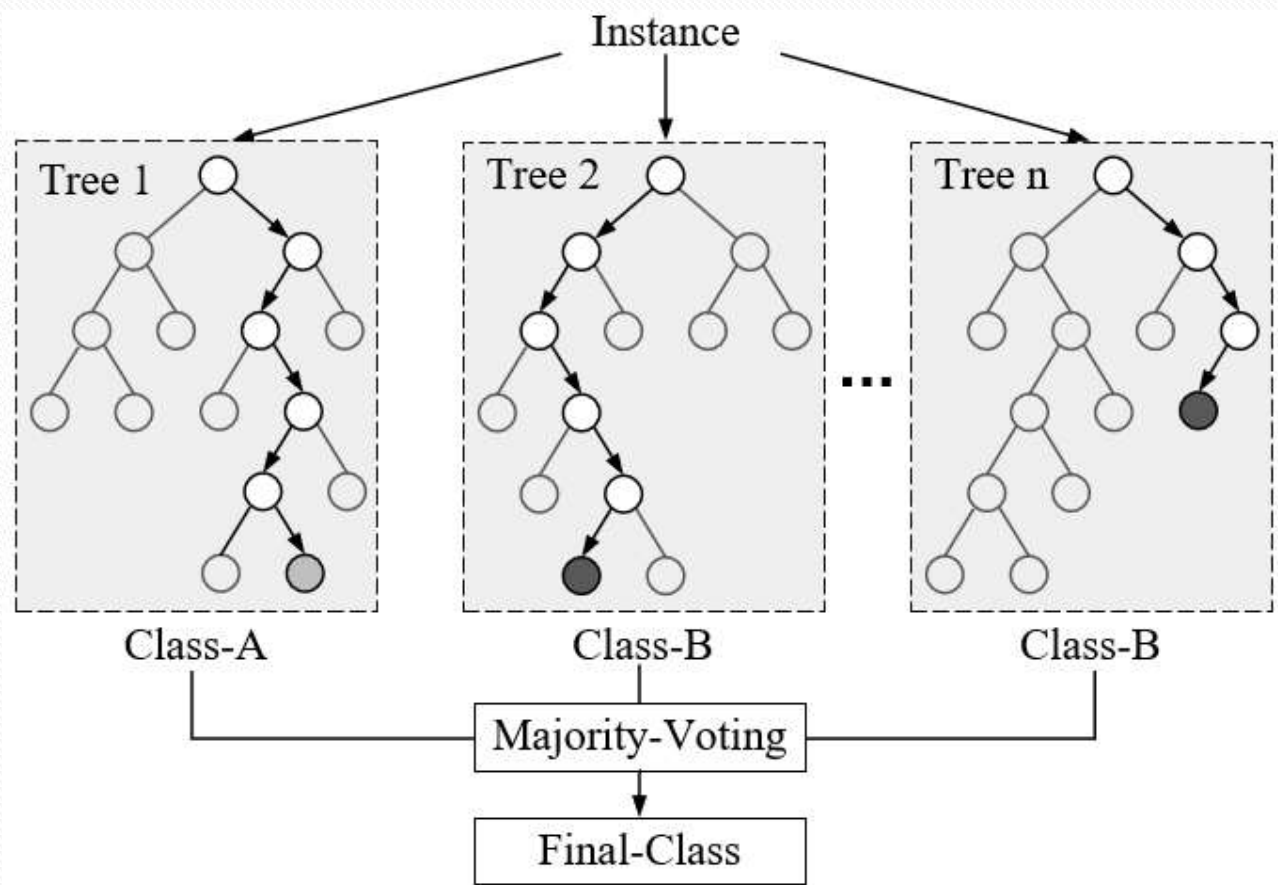 Instance
Tree 1
Tree 2
Tree n
...
Class-A
Class-B
Class-B
Majority-Voting
Final-Class